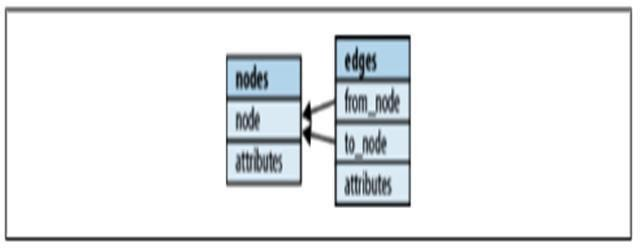 nodes
node
attributes
edges
from_node
to_node
attributes